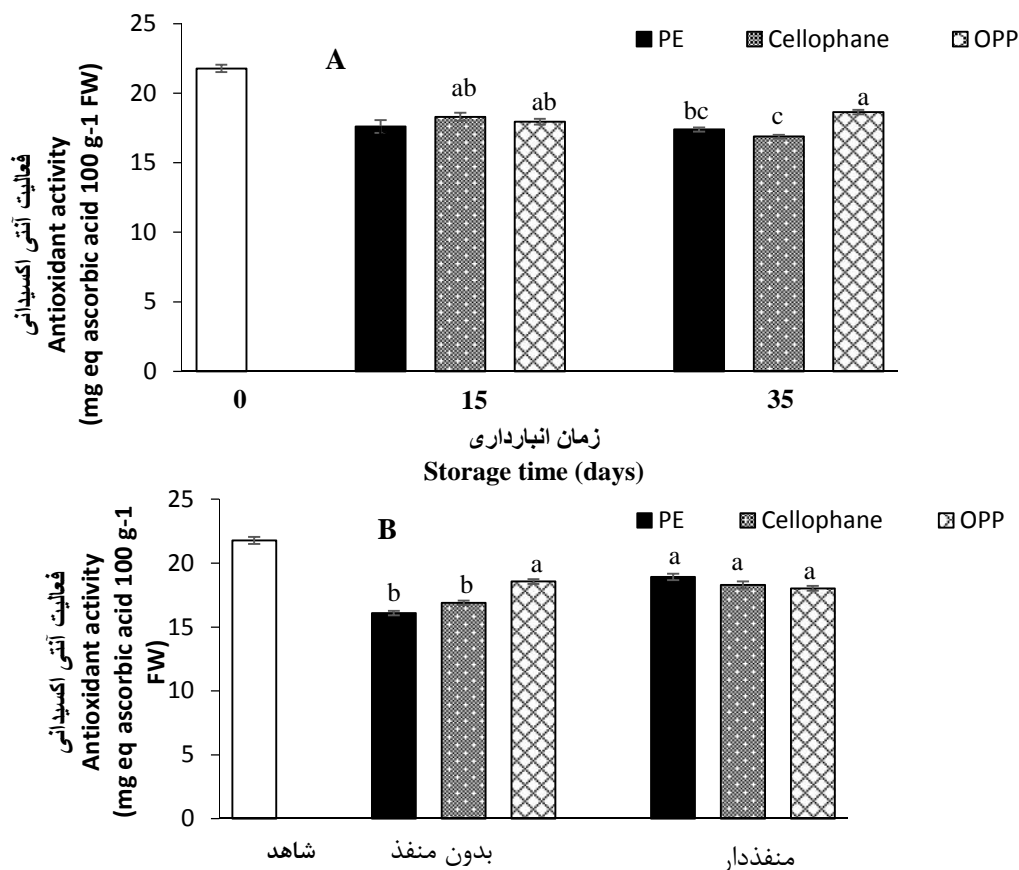 فعالیت آنتی اکسیدانی
Antioxidant activity
(mg eq ascorbic acid 100 g-1 FW)
25
20
15
10
5
0
A
PE Cellophane OPP
ab ab bc c a
0 15 35
زمان انبارداری
Storage time (days)
فعالیت آنتی اکسیدانی
Antioxidant activity
(mg eq ascorbic acid 100 g-1
FW)
25
20
15
10
5
0
B
PE Cellophane OPP
b b a a a a
شاهد بدون منفذ منفذدار